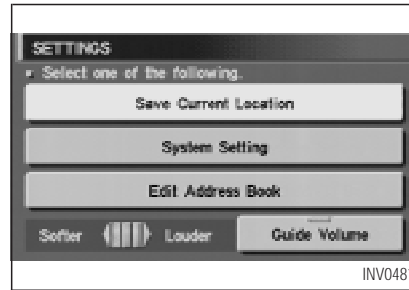 SETTINGS
Select one of the following.
Save Current Location
System Setting
Edit Address Book
Softer Louder Guide Volume
INV048